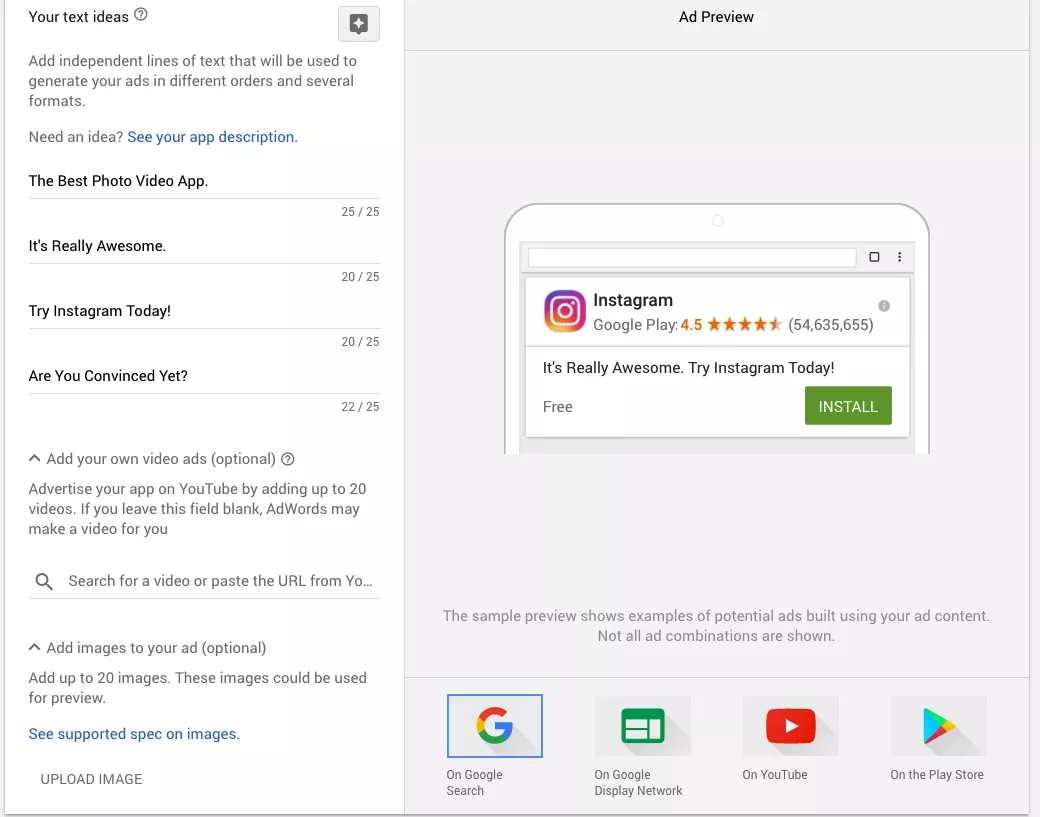 Your text ideas
Add independent lines of text that will be used to
generate your ads in different orders and several
formats.
Need an idea? See your app description.
The Best Photo Video App.
25 / 25
It's Really Awesome.
20 / 25
Try Instagram Today!
20 / 25
Are You Convinced Yet?
22 / 25
Add your own video ads (optional)
Advertise your app on YouTube by adding up to 20
videos. If you leave this field blank, AdWords may
make a video for you
Search for a video or paste the URL from Yo...
Add images to your ad (optional)
Add up to 20 images. These images could be used
for preview.
See supported spec on images.
UPLOAD IMAGE
Ad Preview
Instagram
Google Play: 4.5 (54,635,655)
It's Really Awesome. Try Instagram Today!
Free
INSTALL
The sample preview shows examples of potential ads built using your ad content.
Not all ad combinations are shown.
On Google
Search
On Google
Display Network
On YouTube
On the Play Store